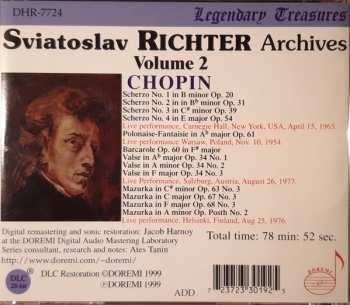 DHR-7724
Legendary Treasures
Sviatoslav RICHTER Archives
Volume 2
CHOPIN
Scherzo No. 1 in B minor Op. 20
Scherzo No. 2 in in B♭ minor Op. 31
Scherzo No. 3 in C♯ minor Op. 39
Scherzo No. 4 in E major Op. 54
Live performance, Carnegie Hall, New York, USA, April 15, 1965.
Polonaise-Fantaisie in A♭ major Op. 61
Live performance Warsaw, Poland, Nov 10, 1954
Barcarole Op. 60 in F♯ major
Valse in A♭ major Op. 34 No. 1
Valse in A minor Op. 34 No. 2
Valse in F major Op. 34 No. 3
Live Performance, Salzburg, Austria, August 26, 1977.
Mazurka in C♯ minor Op. 63 No. 3
Mazurka in C major Op. 67 No. 3
Mazurka in F major Op. 68 No. 3
Mazurka in A minor Op. Posth No. 2
Live performance, Helsinki, Finland, Aug 25, 1976.
Digital remastering and sonic restoration: Jacob Harnoy
at the DOREMI Digital Audio Mastering Laboratory
Series consultant, research and notes: Ates Tanin
http://www.doremi.com/~doremi/
Total time: 78 min: 52 sec.
DLC
20-bit
DLC Restoration ©DOREMI 1999
℗DOREMI 1999
ADD
7 23723 00192 3